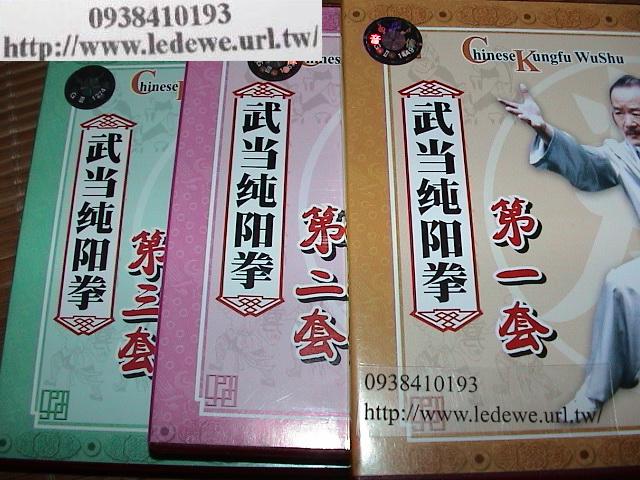 0938410193
http://www.ledewe.url.tw/
Chinese
武当纯阳拳
第三套
Chinese K
武当纯阳拳
第二套
Chinese Kungfu WuShu
武当纯阳拳
第一套
0938410193
http://www.ledewe.url.tw/